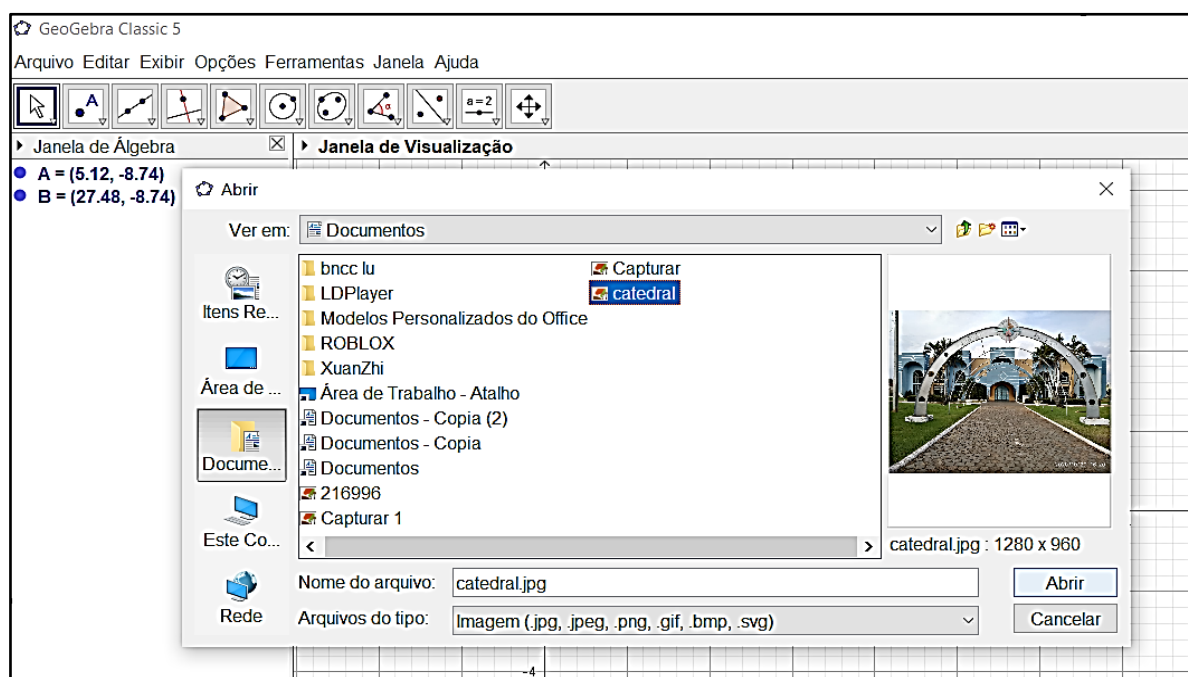 GeoGebra Classic 5
Arquivo Editar Exibir Opções Ferramentas Janela Ajuda
A
α
a=2
Janela de Álgebra
Janela de Visualização
A = (5.12, -8.74)
B = (27.48, -8.74)
Abrir
Ver em: Documentos
Itens Re...
Área de ...
Docume...
Este Co...
Rede
bncc lu
LDPlayer
Modelos Personalizados do Office
ROBLOX
XuanZhi
Área de Trabalho - Atalho
Documentos - Copia (2)
Documentos - Copia
Documentos
216996
Capturar 1
Capturar
catedral
catedral.jpg : 1280 x 960
Nome do arquivo: catedral.jpg
Abrir
Arquivos do tipo: Imagem (.jpg, .jpeg, .png, .gif, .bmp, .svg)
Cancelar
-4